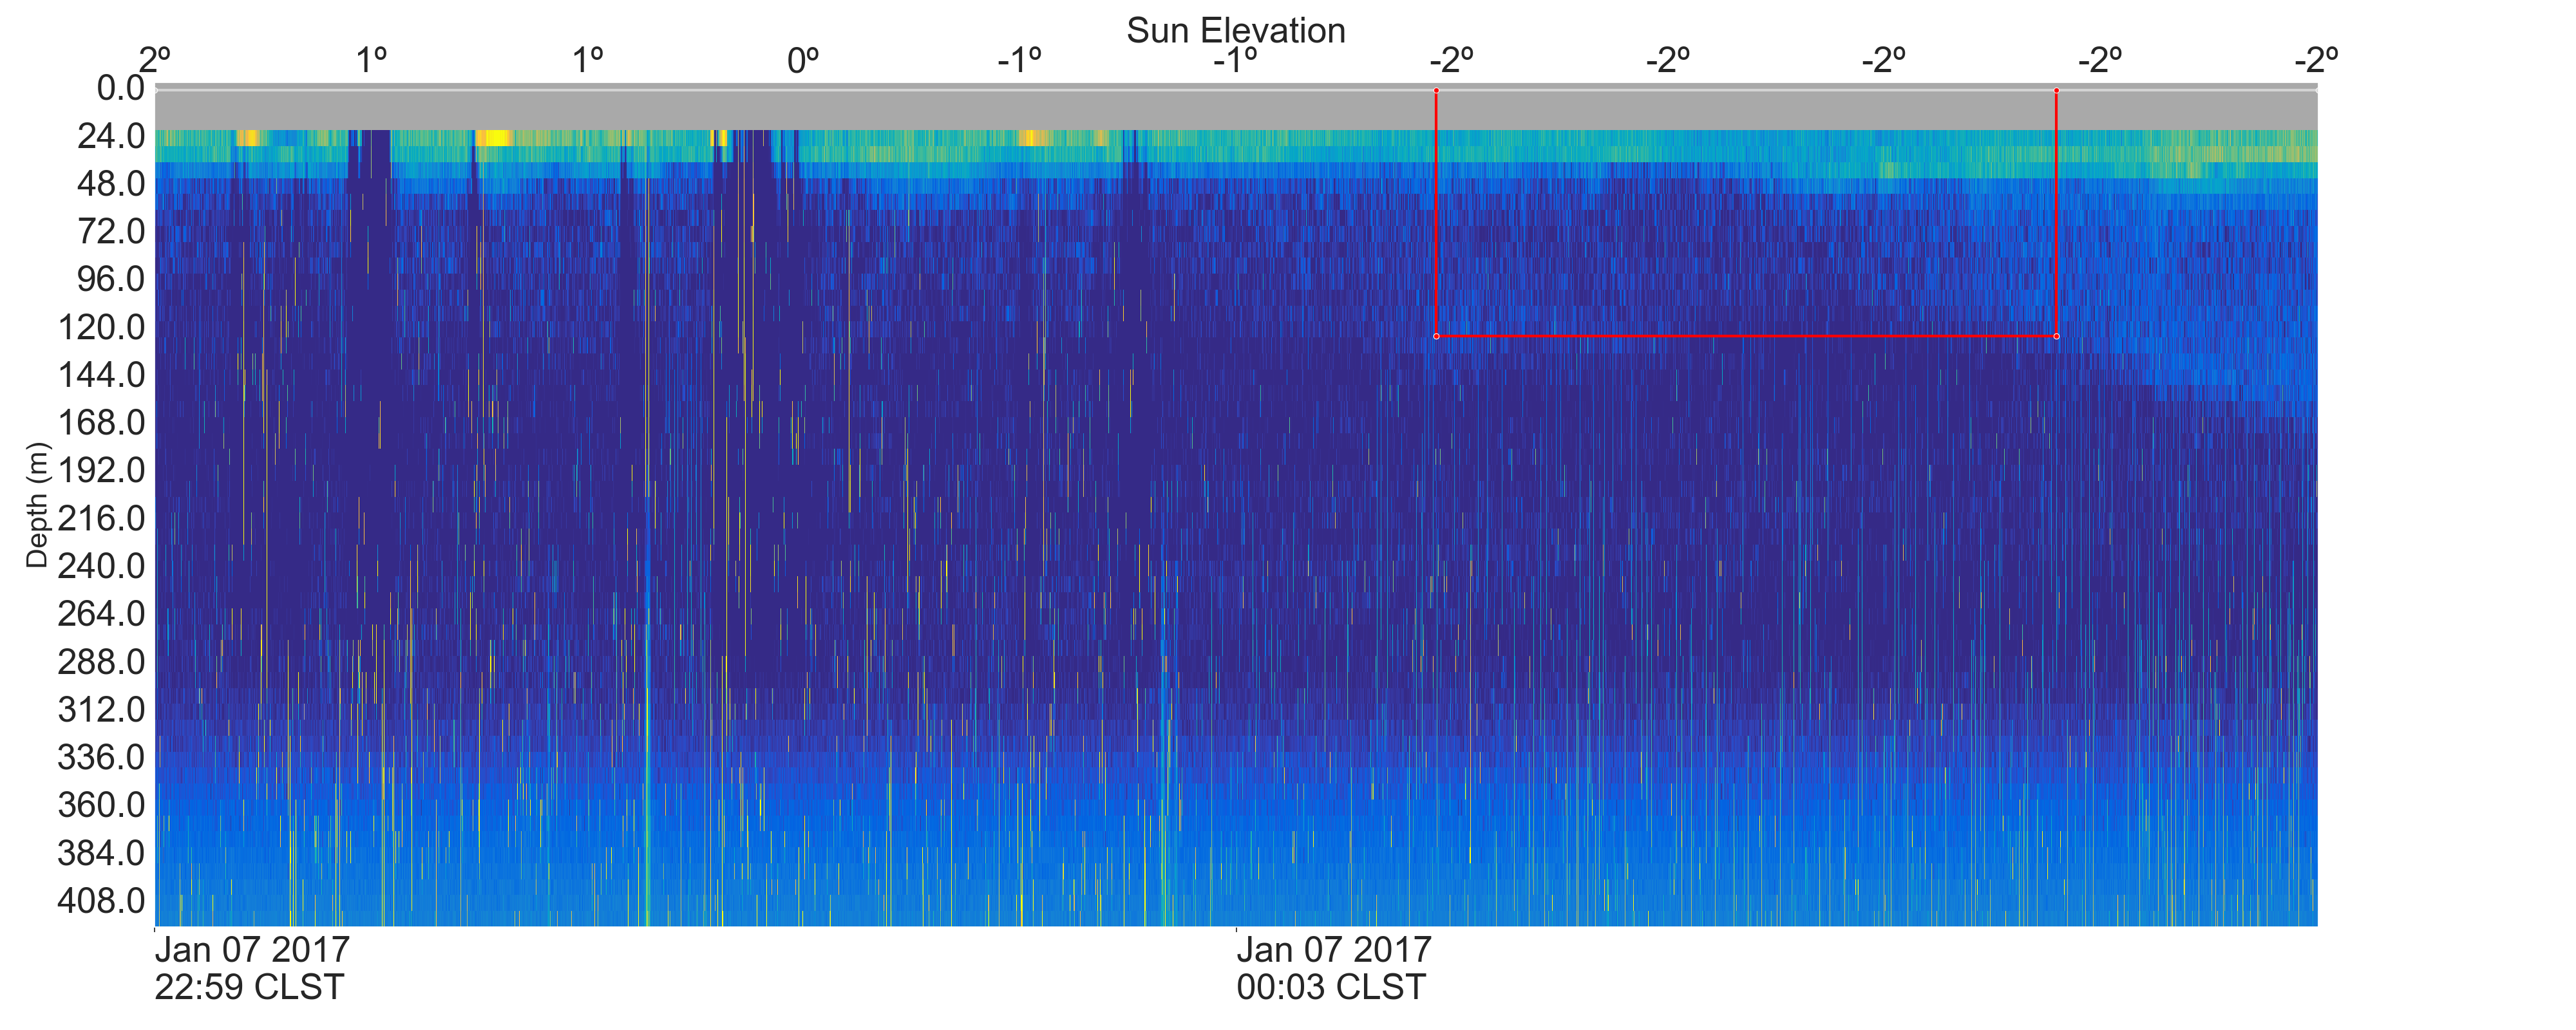 Sun Elevation
2º 1º 1º 0º -1º -1º -2º -2º -2º -2º -2º
0.0
24.0
48.0
72.0
96.0
120.0
144.0
168.0
192.0
216.0
240.0
264.0
288.0
312.0
336.0
360.0
384.0
408.0
Depth (m)
Jan 07 2017
22:59 CLST
Jan 07 2017
00:03 CLST